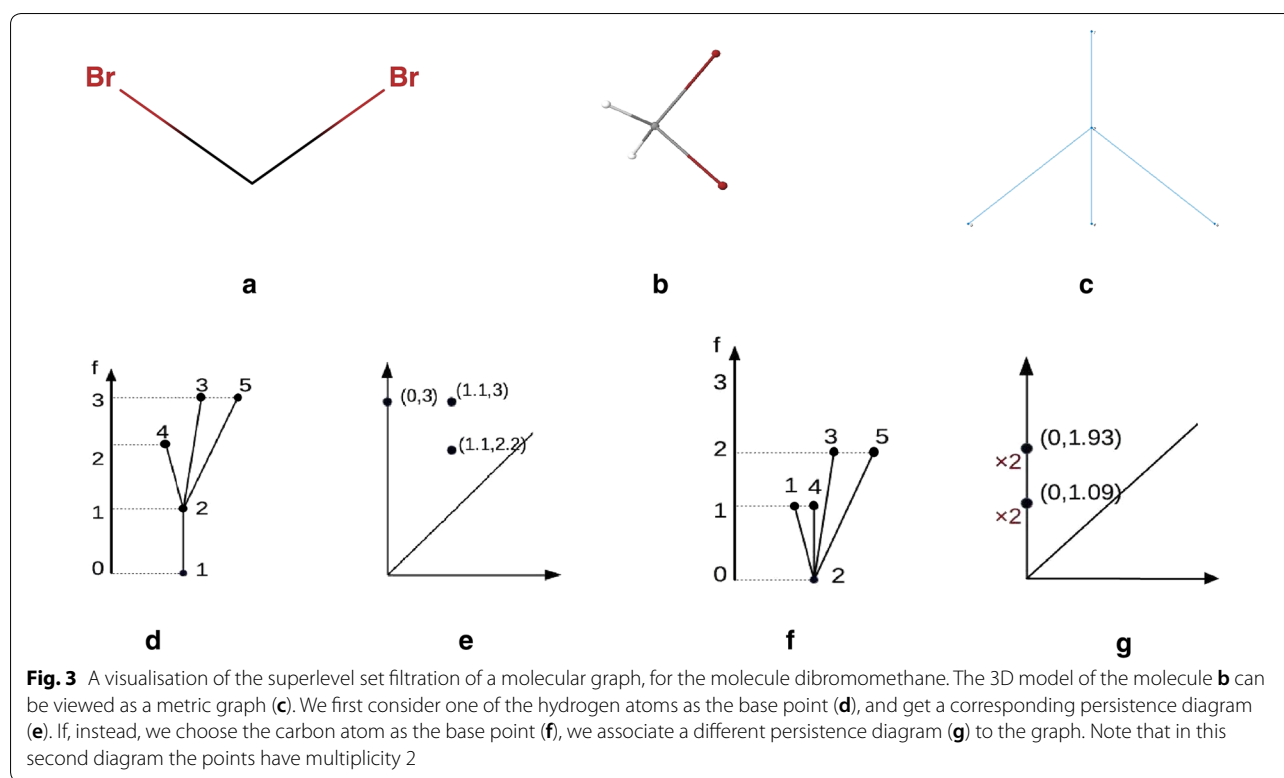 Br
Br
a
b
c
f
3
2
1
0
3
5
4
2
1
(0,3)
(1.1,3)
(1.1,2.2)
f
3
2
1
0
3
5
1
4
2
(0,1.93)
×2
(0,1.09)
×2
d
e
f
g
Fig. 3 A visualisation of the superlevel set filtration of a molecular graph, for the molecule dibromomethane. The 3D model of the molecule b can
be viewed as a metric graph (c). We first consider one of the hydrogen atoms as the base point (d), and get a corresponding persistence diagram
(e). If, instead, we choose the carbon atom as the base point (f), we associate a different persistence diagram (g) to the graph. Note that in this
second diagram the points have multiplicity 2